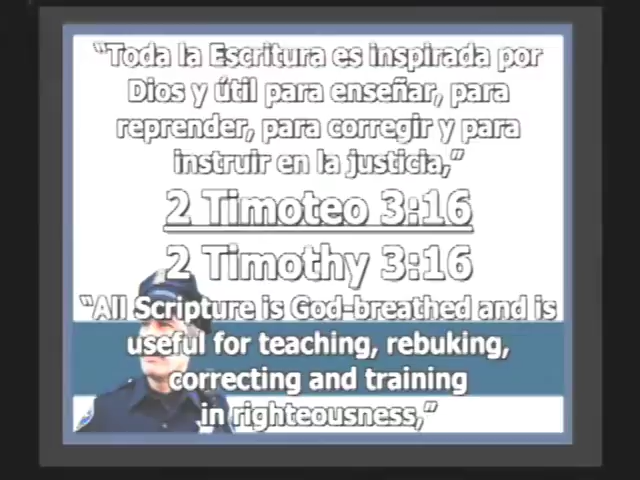 “Toda la Escritura es inspirada por
Dios y útil para enseñar, para
reprender, para corregir y para
instruir en la justicia,”
2 Timoteo 3:16
2 Timothy 3:16
“All Scripture is God-breathed and is
useful for teaching, rebuking,
correcting and training
in righteousness,”